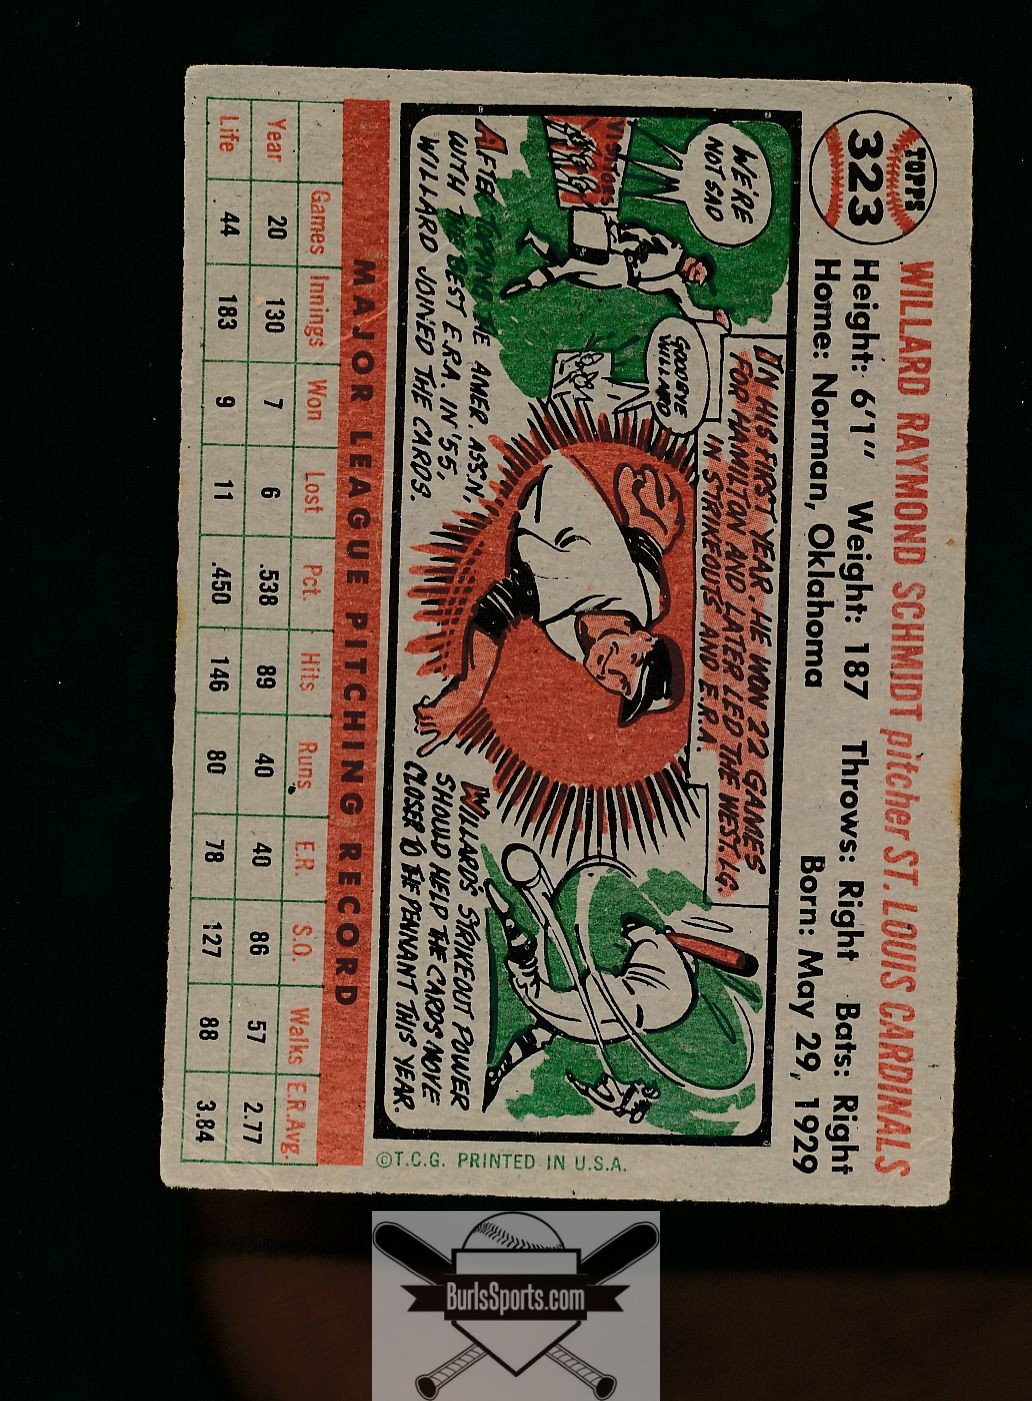 TOPPS
323
WILLARD RAYMOND SCHMIDT pitcher ST. LOUIS CARDINALS
Height: 6'1" Weight: 187 Throws: Right Bats: Right
Home: Norman, Oklahoma Born: May 29, 1929
WE'RE
NOT SAD
VISITORS
GOODBYE
WILLARD
AFTER TOPPING THE AMER. ASS'N,
WITH THE BEST E.R.A. IN '55,
WILLARD JOINED THE CARDS.
IN HIS FIRST YEAR, HE WON 22 GAMES
FOR HAMILTON AND LATER LED THE WEST. LG.
IN STRIKEOUTS AND E.R.A.
WILLARD'S STRIKEOUT POWER
SHOULD HELP THE CARDS MOVE
CLOSER TO THE PENNANT THIS YEAR.
MAJOR LEAGUE PITCHING RECORD
Games Innings Won Lost Pct. Hits Runs E.R. S.O. Walks E.R.Avg.
Year 20 130 7 6 .538 89 40 40 86 57 2.77
Life 44 183 9 11 .450 146 80 78 127 88 3.84
©T.C.G. PRINTED IN U.S.A.
BurlsSports.com